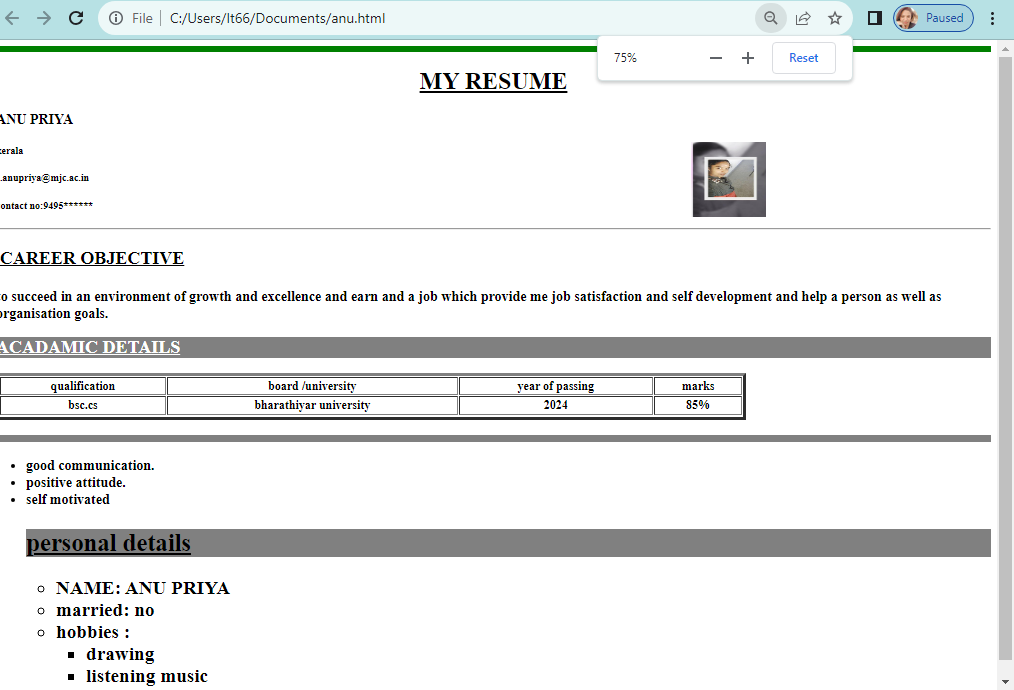 File
C:/Users/It66/Documents/anu.html
Paused
75%
Reset
MY RESUME
ANU PRIYA
kerala
.anupriya@mjc.ac.in
ontact no:9495******
CAREER OBJECTIVE
to succeed in an environment of growth and excellence and earn and a job which provide me job satisfaction and self development and help a person as well as
organisation goals.
ACADAMIC DETAILS
qualification board /university year of passing marks
bsc.cs bharathiyar university 2024 85%
good communication.
positive attitude.
self motivated
personal details
NAME: ANU PRIYA
married: no
hobbies :
drawing
listening music